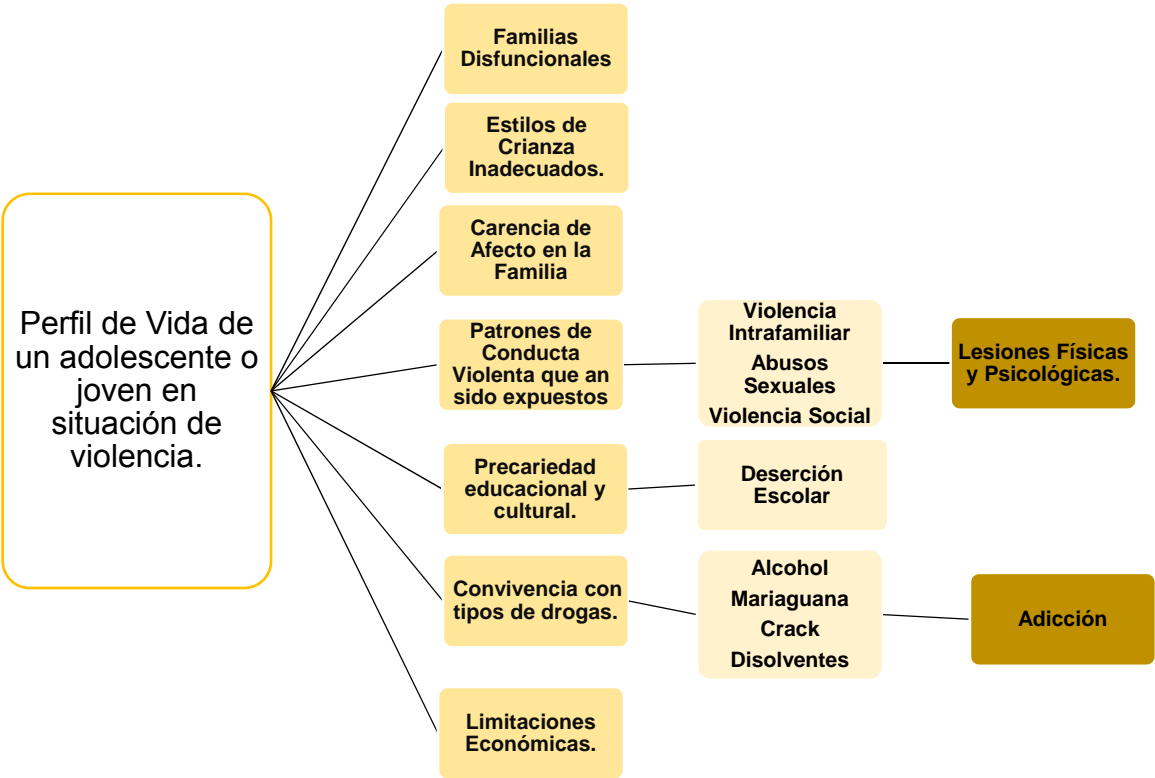 Perfil de Vida de
un adolescente o
joven en
situación de
violencia.
Familias
Disfuncionales
Estilos de
Crianza
Inadecuados.
Carencia de
Afecto en la
Familia
Patrones de
Conducta
Violenta que an
sido expuestos
Violencia
Intrafamiliar
Abusos
Sexuales
Violencia Social
Lesiones Físicas
y Psicológicas.
Precariedad
educacional y
cultural.
Deserción
Escolar
Convivencia con
tipos de drogas.
Alcohol
Mariaguana
Crack
Disolventes
Adicción
Limitaciones
Económicas.